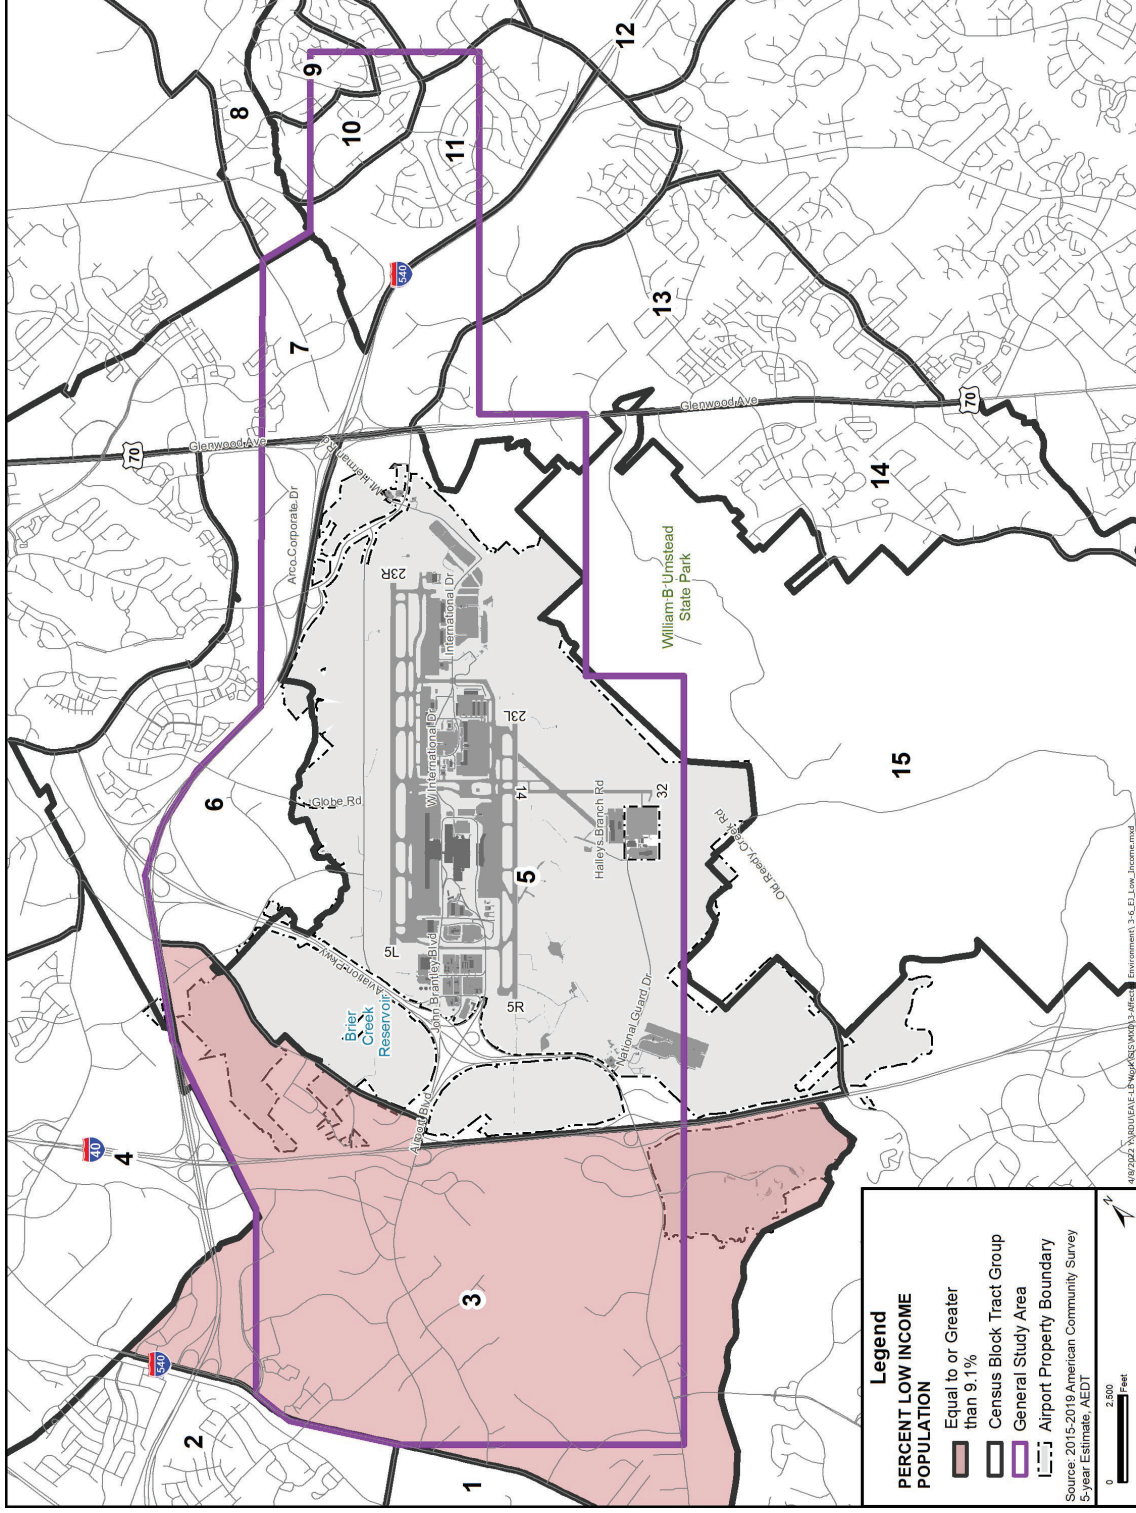 12
8
9
10
11
7
540
13
70
Glenwood Ave
Glenwood Ave
70
Mt Herman Rd
14
Arco Corporate Dr
William B Umstead
State Park
23R
International Dr
23L
W International Dr
6
Globe Rd
14
32
Halleys Branch Rd
15
5
Old Reedy Creek Rd
5L
5R
Aviation Pkwy
John Brantley Blvd
Brier
Creek
Reservoir
National Guard Dr
Airport Blvd
40
4
3
540
2
1
Legend
PERCENT LOW INCOME
POPULATION
Equal to or Greater
than 9.1%
Census Block Tract Group
General Study Area
Airport Property Boundary
Source: 2015-2019 American Community Survey
5-year Estimate, AEDT
0 2,500
Feet
N